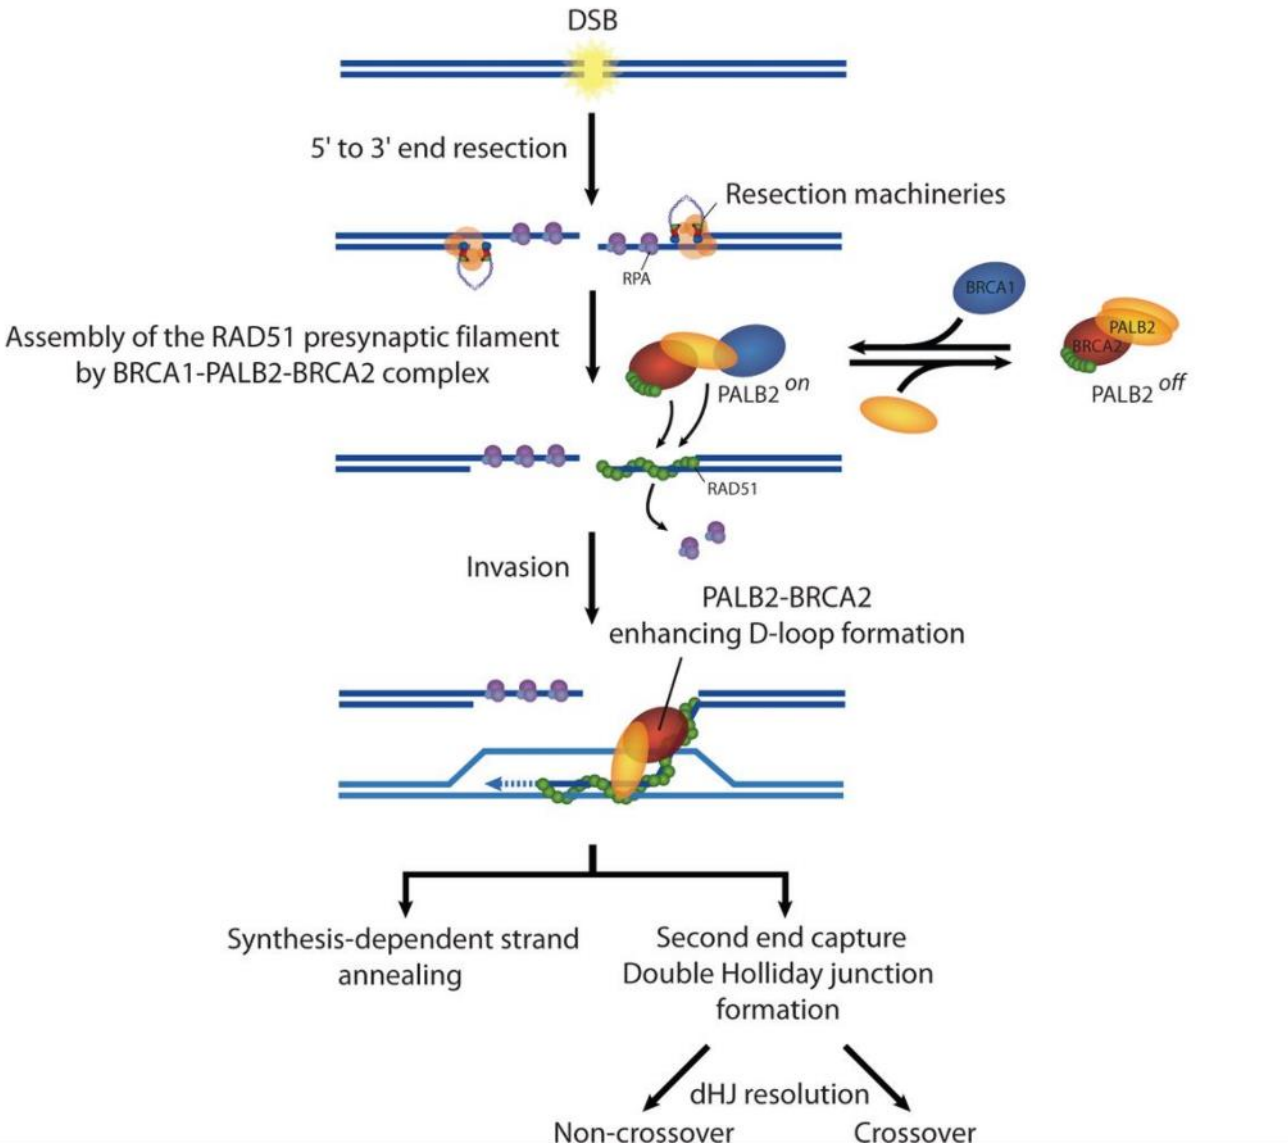 DSB
5' to 3' end resection
Resection machineries
RPA
BRCA1
Assembly of the RAD51 presynaptic filament
by BRCA1-PALB2-BRCA2 complex
PALB2 on
PALB2
BRCA2
PALB2 off
RAD51
Invasion
PALB2-BRCA2
enhancing D-loop formation
Synthesis-dependent strand
annealing
Second end capture
Double Holliday junction
formation
dHJ resolution
Non-crossover
Crossover